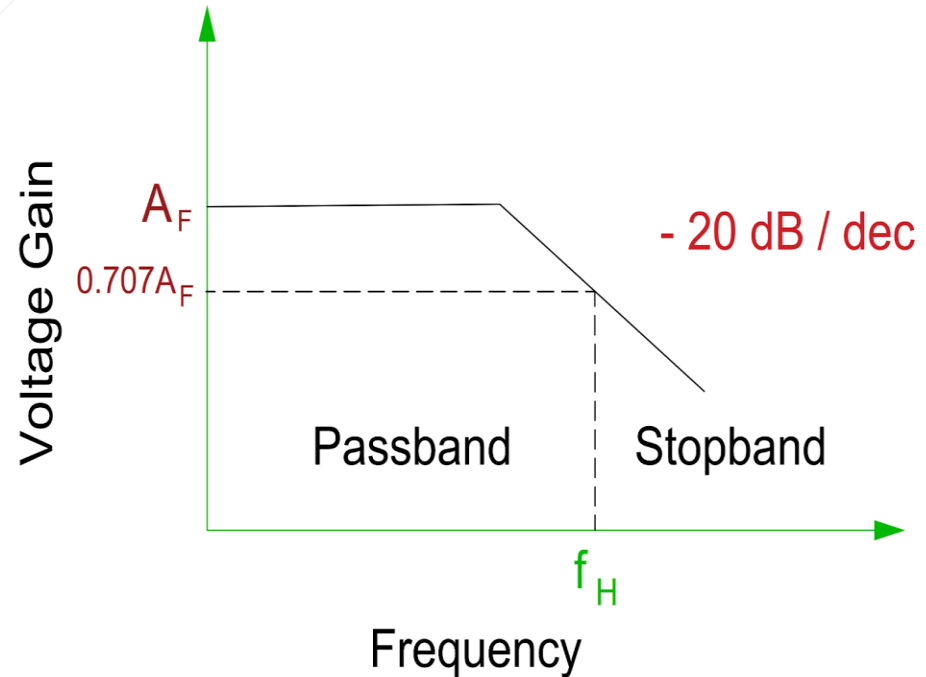 Voltage Gain
A_F
0.707A_F
- 20 dB / dec
Passband
Stopband
f_H
Frequency